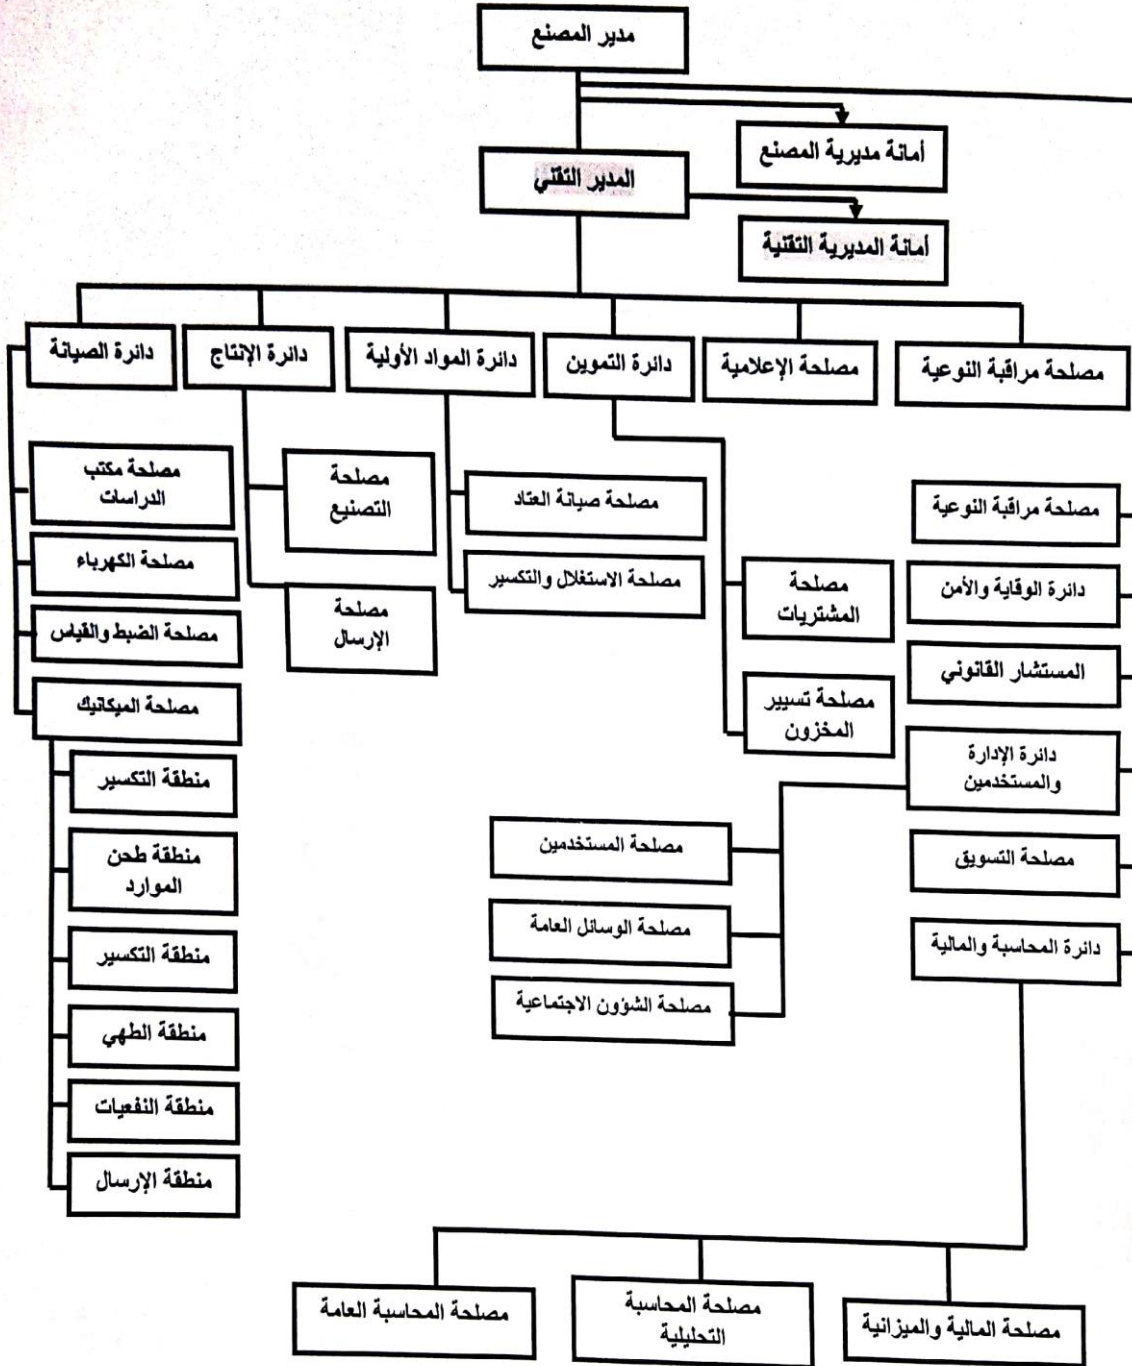 مدير المصنع
أمانة مديرية المصنع
المدير التقني
أمانة المديرية التقنية
مصلحة مراقبة النوعية
مصلحة الإعلامية
دائرة التموين
دائرة المواد الأولية
دائرة الإنتاج
دائرة الصيانة
مصلحة مراقبة النوعية
دائرة الوقاية والأمن
المستشار القانوني
دائرة الإدارة
والمستخدمين
مصلحة التسويق
دائرة المحاسبة والمالية
مصلحة
المشتريات
مصلحة تسيير
المخزون
مصلحة صيانة العتاد
مصلحة الاستغلال والتكسير
مصلحة
التصنيع
مصلحة
الإرسال
مصلحة مكتب
الدراسات
مصلحة الكهرباء
مصلحة الضبط والقياس
مصلحة الميكانيك
منطقة التكسير
منطقة طحن
الموارد
منطقة التكسير
منطقة الطهي
منطقة النفعيات
منطقة الإرسال
مصلحة المستخدمين
مصلحة الوسائل العامة
مصلحة الشؤون الاجتماعية
مصلحة المالية والميزانية
مصلحة المحاسبة
التحليلية
مصلحة المحاسبة العامة